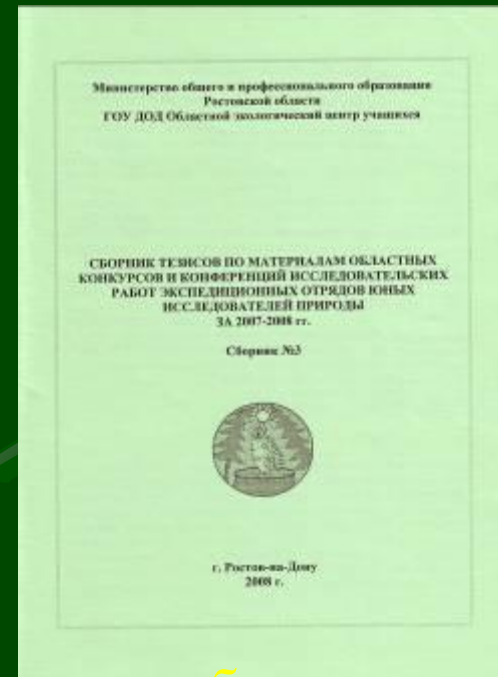 Министерство общего и профессионального образования
Ростовской области
ГОУ ДОД Областной экологический центр учащихся
СБОРНИК ТЕЗИСОВ ПО МАТЕРИАЛАМ ОБЛАСТНЫХ
КОНКУРСОВ И КОНФЕРЕНЦИЙ ИССЛЕДОВАТЕЛЬСКИХ
РАБОТ ЭКСПЕДИЦИОННЫХ ОТРЯДОВ ЮНЫХ
ИССЛЕДОВАТЕЛЕЙ ПРИРОДЫ
ЗА 2007-2008 гг.
Сборник №3
г. Ростов-на-Дону
2008 г.